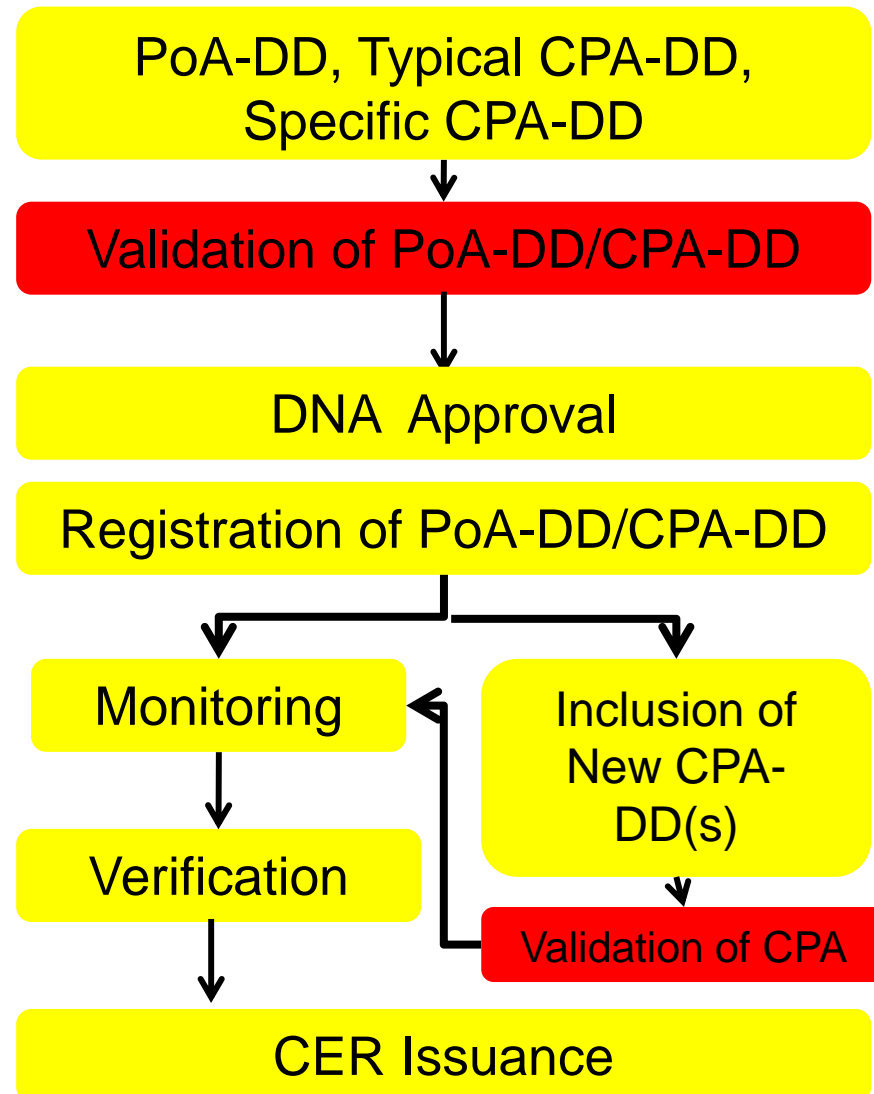 PoA-DD, Typical CPA-DD,
Specific CPA-DD
Validation of PoA-DD/CPA-DD
DNA Approval
Registration of PoA-DD/CPA-DD
Monitoring
Inclusion of
New CPA-
DD(s)
Verification
Validation of CPA
CER Issuance